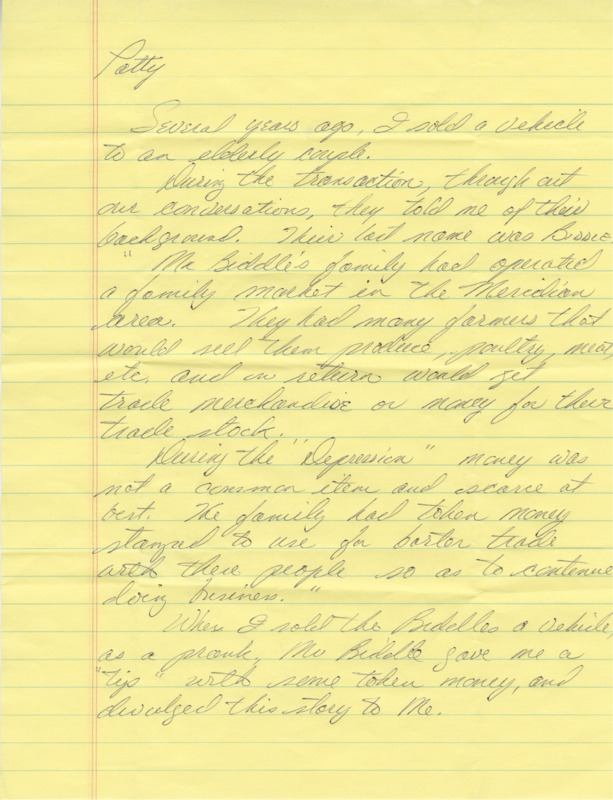 Patty
Several years ago, I sold a vehicle
to an elderly couple.
During the transaction, through out
our conversations, they told me of their
background. Their last name was BIDDLE.
" Mr Biddle's family had operated
a family market in the Meridian
area. They had many farmers that
would sell them produce, poultry, meat,
etc. and in return would get
trade merchandise or money for their
trade stock.
During the "Depression" money was
not a common item and scarce at
best. The family had token money
stamped to use for barter trade
with these people so as to continue
doing business."
When I sold the Biddles a vehicle,
as a prank, Mr Biddle gave me a
"tip" with some token money, and
divulged this story to Me.